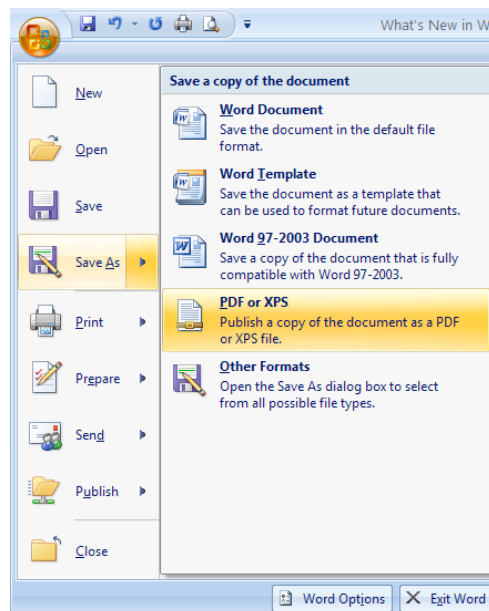 What's New in W
New
Open
Save
Save As
Print
Prepare
Send
Publish
Close
Save a copy of the document
Word Document
Save the document in the default file
format.
Word Template
Save the document as a template that
can be used to format future documents.
Word 97-2003 Document
Save a copy of the document that is fully
compatible with Word 97-2003.
PDF or XPS
Publish a copy of the document as a PDF
or XPS file.
Other Formats
Open the Save As dialog box to select
from all possible file types.
Word Options
Exit Word